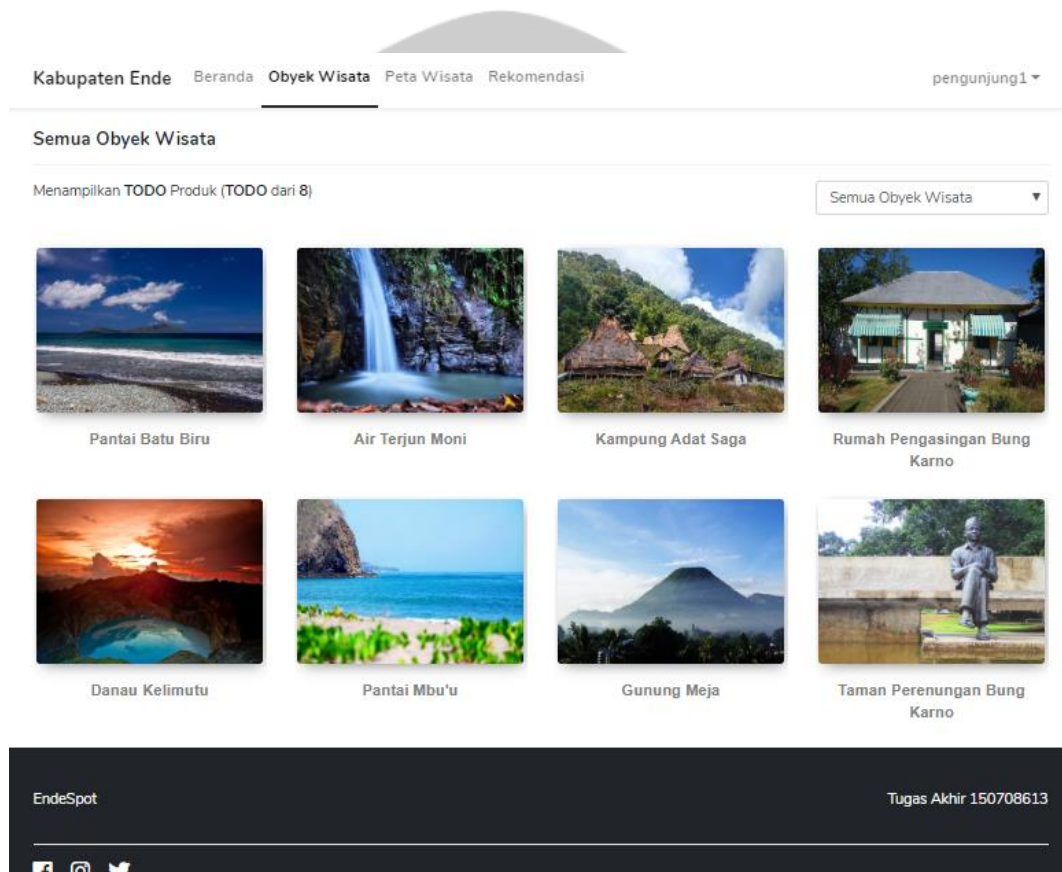 Kabupaten Ende Beranda Obyek Wisata Peta Wisata Rekomendasi pengunjung1
Semua Obyek Wisata
Menampilkan TODO Produk (TODO dari 8)
Semua Obyek Wisata
Pantai Batu Biru
Air Terjun Moni
Kampung Adat Saga
Rumah Pengasingan Bung
Karno
Danau Kelimutu
Pantai Mbu'u
Gunung Meja
Taman Perenungan Bung
Karno
EndeSpot
Tugas Akhir 150708613